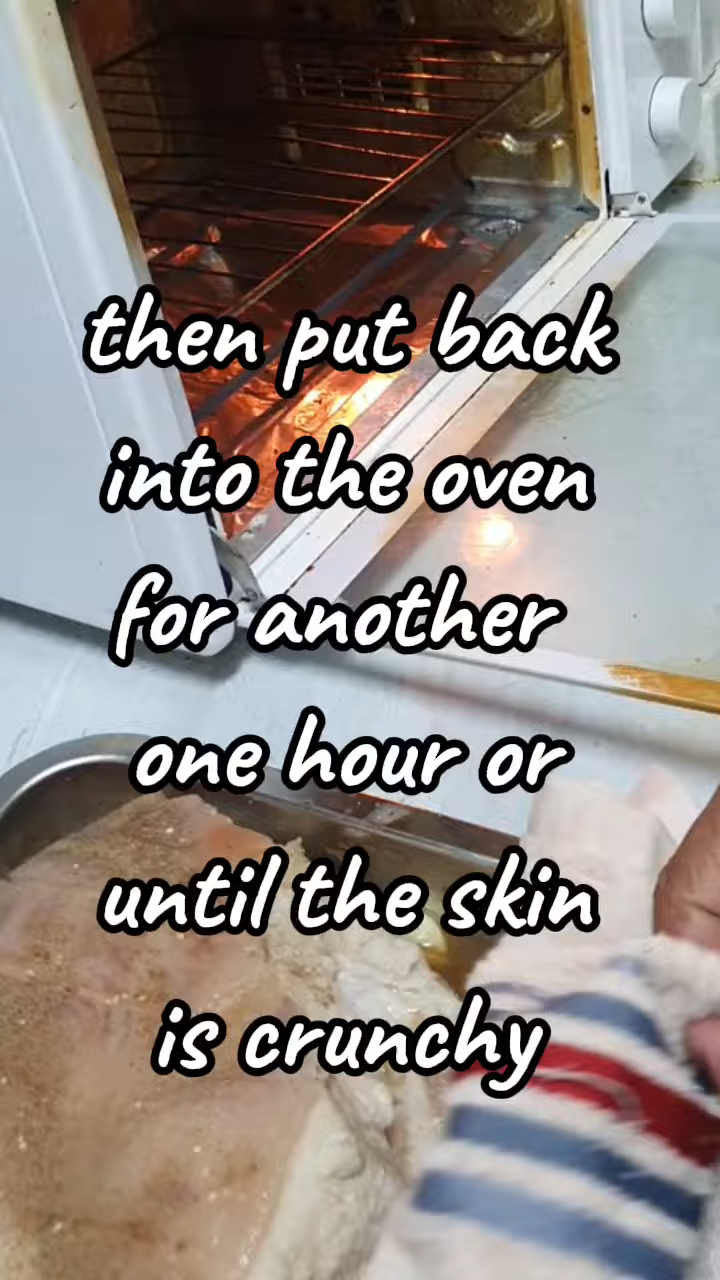 then put back
into the oven
for another
one hour or
until the skin
is crunchy